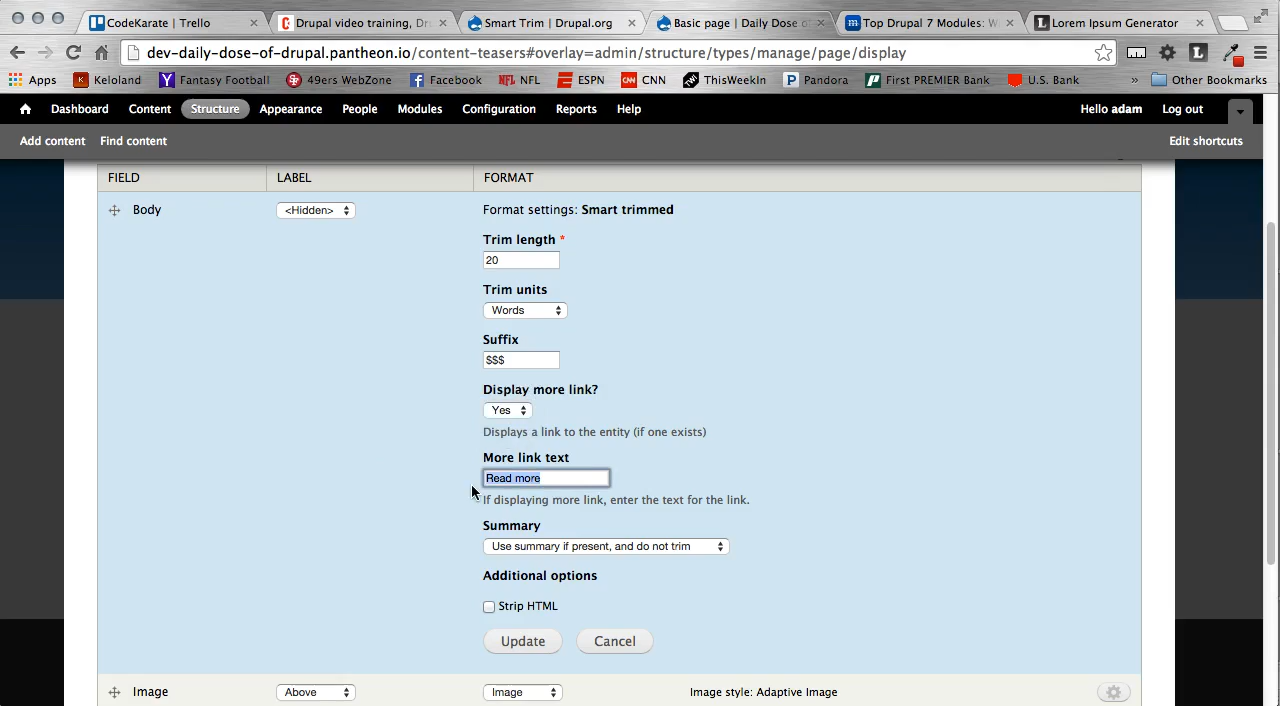 CodeKarate | Trello
Drupal video training, Dr
Smart Trim | Drupal.org
Basic page | Daily Dose o
Top Drupal 7 Modules
Lorem Ipsum Generator
dev-daily-dose-of-drupal.pantheon.io/content-teasers#overlay=admin/structure/types/manage/page/display
Apps Keloland Fantasy Football 49ers WebZone Facebook NFL ESPN CNN ThisWeekIn Pandora First PREMIER Bank U.S. Bank » Other Bookmarks
Dashboard Content Structure Appearance People Modules Configuration Reports Help Hello adam Log out
Add content Find content Edit shortcuts
FIELD LABEL FORMAT
Body <Hidden> Format settings: Smart trimmed
Trim length *
20
Trim units
Words
Suffix
$$$
Display more link?
Yes
Displays a link to the entity (if one exists)
More link text
Read more
If displaying more link, enter the text for the link.
Summary
Use summary if present, and do not trim
Additional options
Strip HTML
Update Cancel
Image Above Image Image style: Adaptive Image